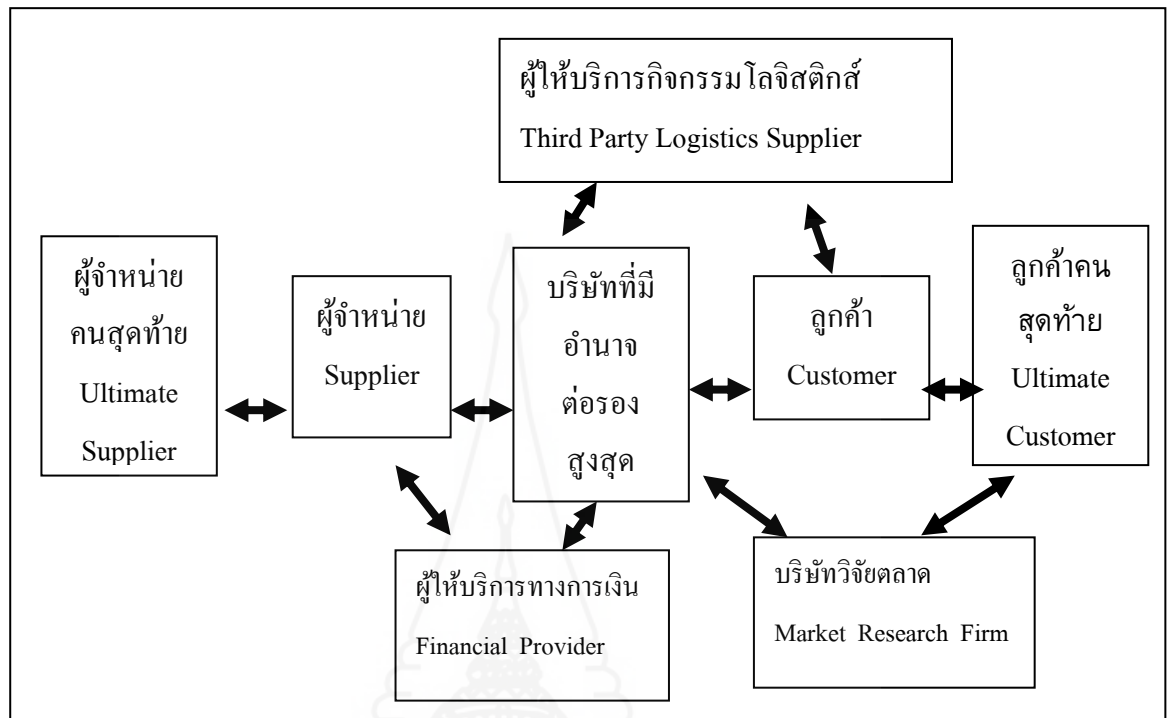 ผู้ให้บริการกิจกรรมโลจิสติกส์
Third Party Logistics Supplier
ผู้จำหน่าย
คนสุดท้าย
Ultimate
Supplier
ผู้จำหน่าย
Supplier
บริษัทที่มี
อำนาจ
ต่อรอง
สูงสุด
ลูกค้า
Customer
ลูกค้าคน
สุดท้าย
Ultimate
Customer
ผู้ให้บริการทางการเงิน
Financial Provider
บริษัทวิจัยตลาด
Market Research Firm